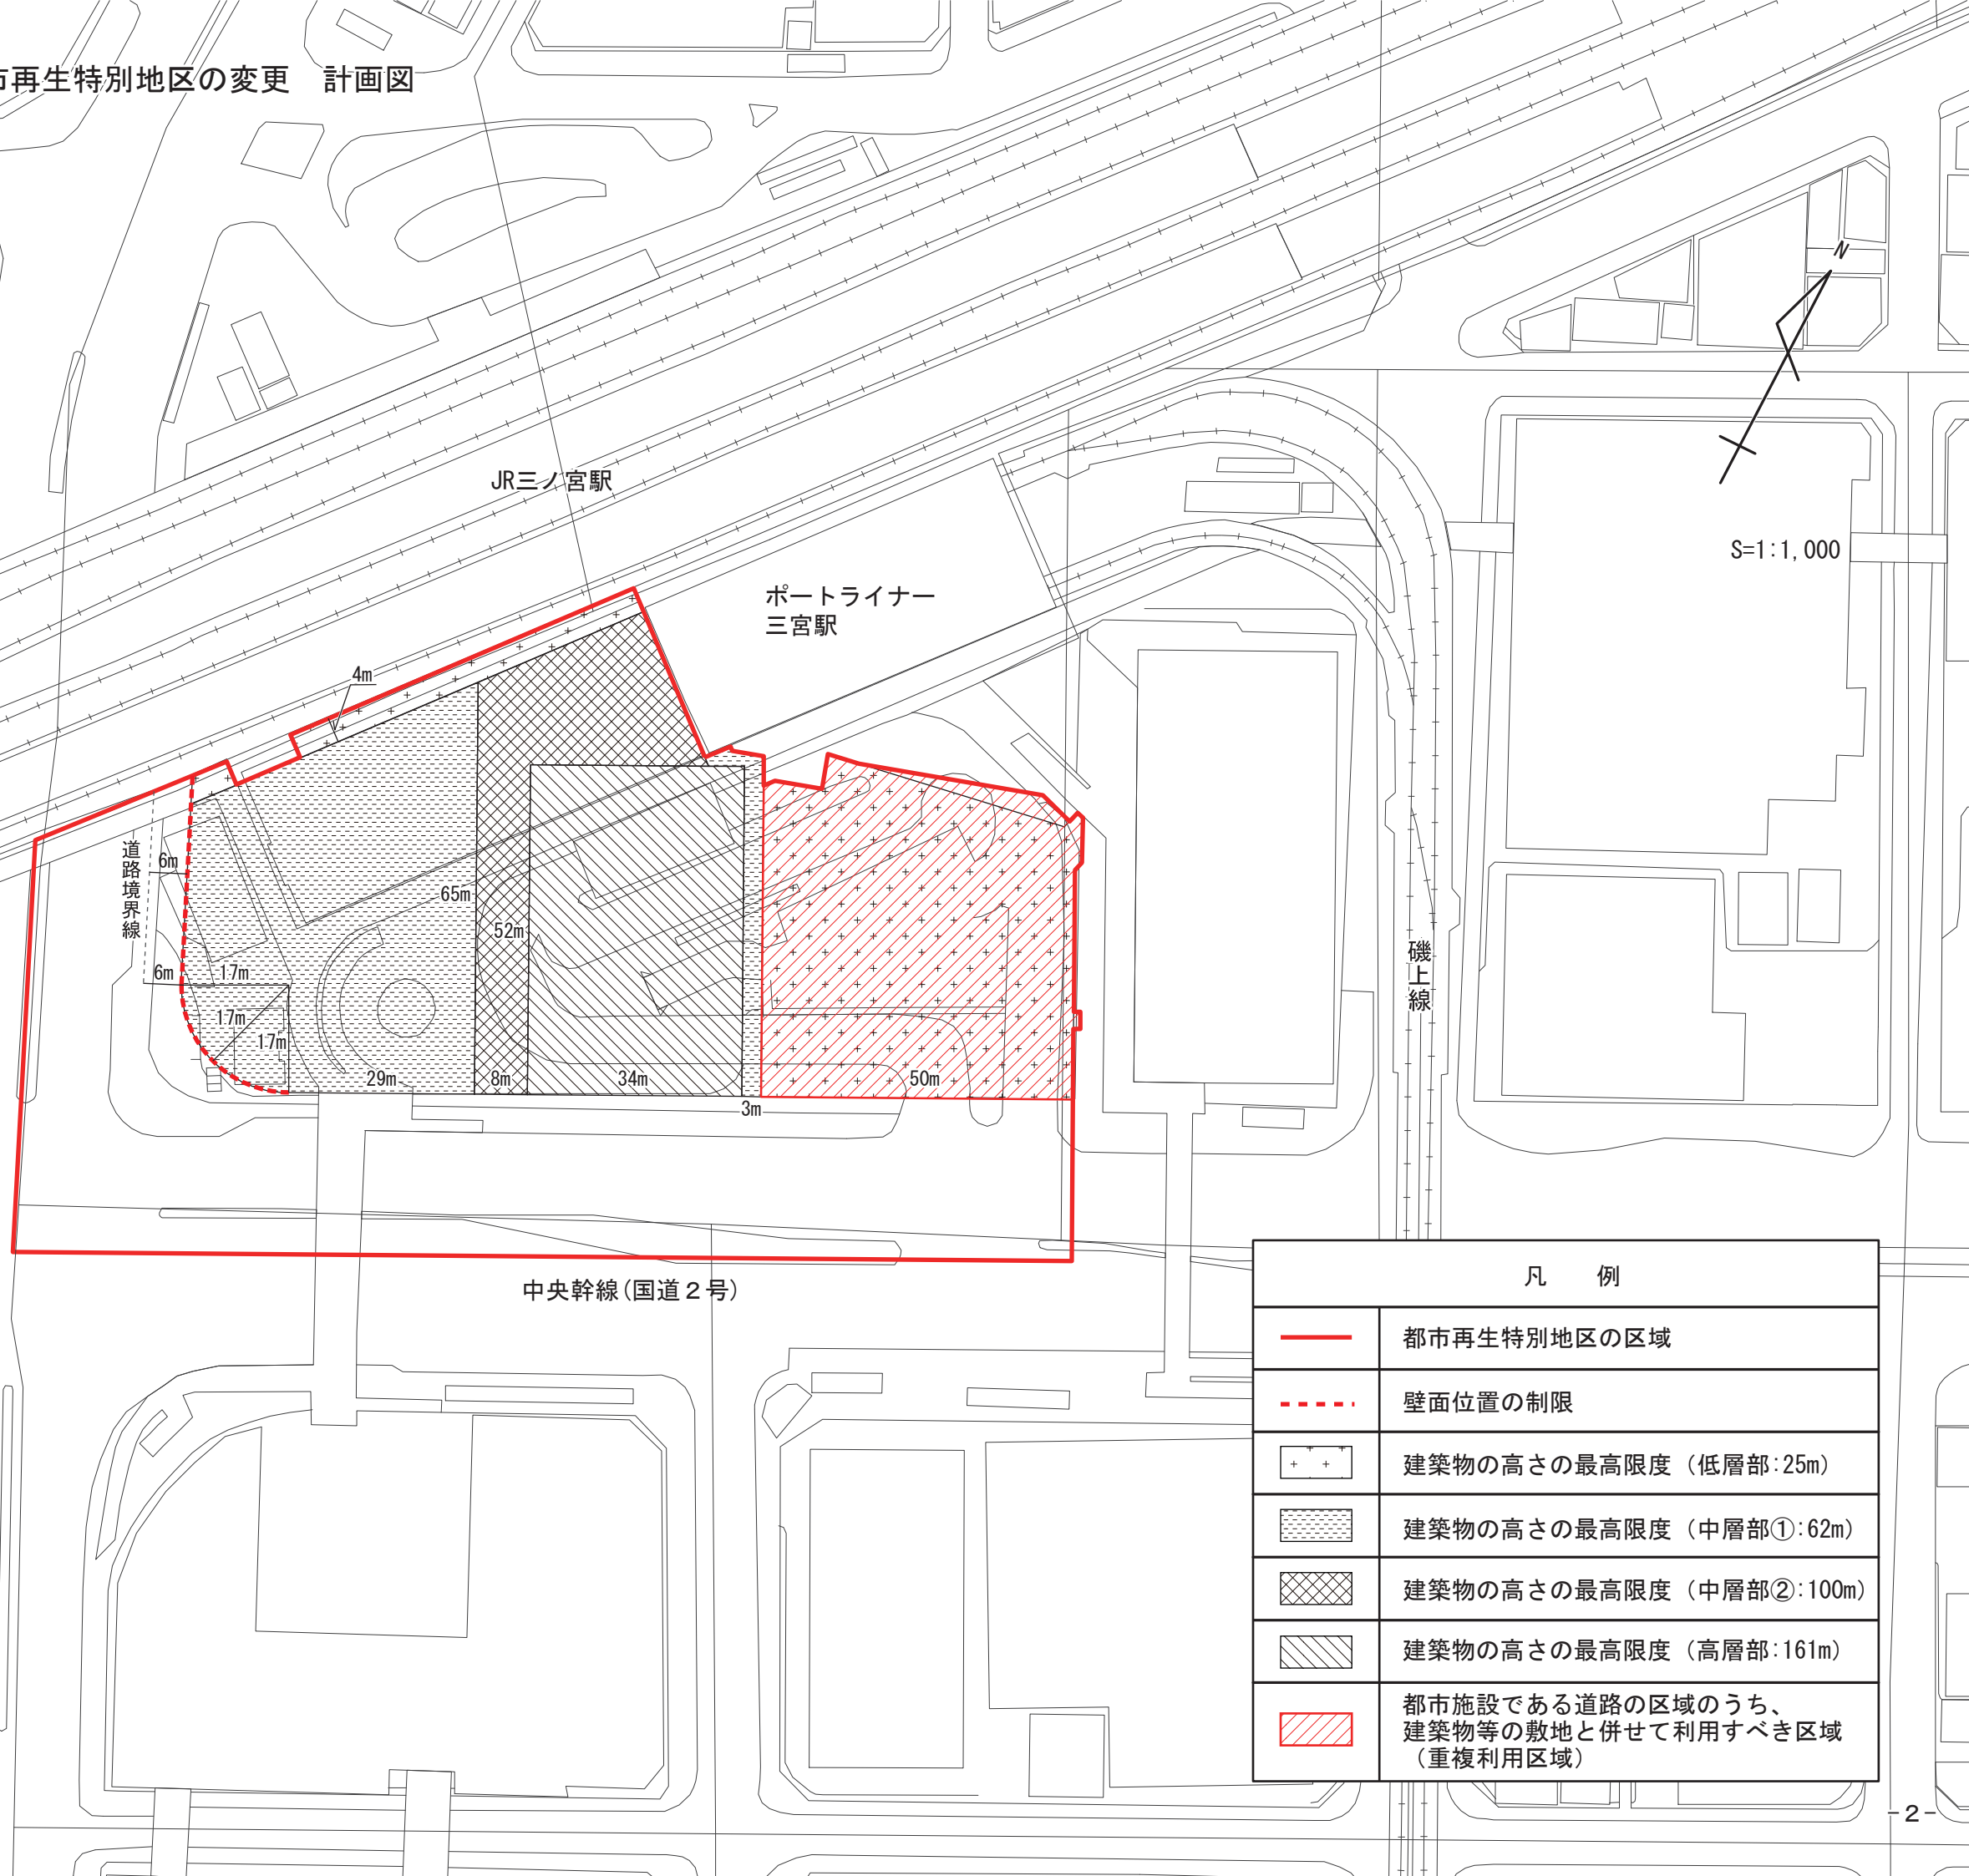 市再生特別地区の変更　計画図
N
S=1:1,000
JR三ノ宮駅
ポートライナー
三宮駅
4m
道路境界線
6m
65m
52m
6m
17m
17m
17m
29m
8m
34m
3m
50m
磯上線
中央幹線(国道２号)
凡　　例
都市再生特別地区の区域
壁面位置の制限
建築物の高さの最高限度（低層部:25m）
建築物の高さの最高限度（中層部①:62m）
建築物の高さの最高限度（中層部②:100m）
建築物の高さの最高限度（高層部:161m）
都市施設である道路の区域のうち、
建築物等の敷地と併せて利用すべき区域
（重複利用区域）
-2-